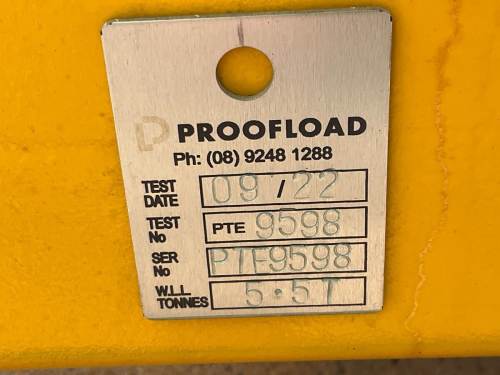 PROOFLOAD
Ph: (08) 9248 1288
TEST DATE 09/22
TEST No PTE 9598
SER No PTE9598
W.L.L TONNES 5.5T